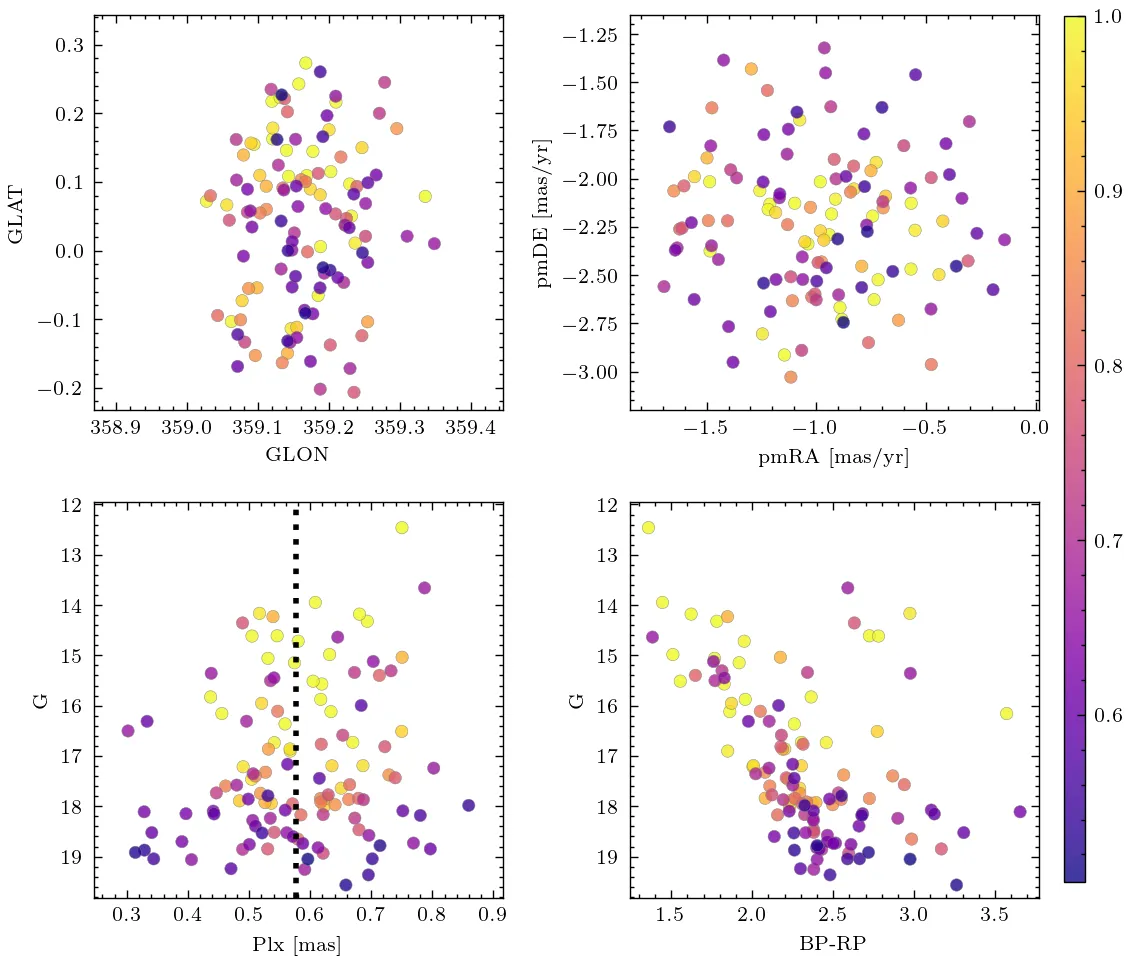 GLAT
0.3
0.2
0.1
0.0
−0.1
−0.2
358.9 359.0 359.1 359.2 359.3 359.4
GLON
pmDE [mas/yr]
−1.25
−1.50
−1.75
−2.00
−2.25
−2.50
−2.75
−3.00
−1.5 −1.0 −0.5 0.0
pmRA [mas/yr]
G
12
13
14
15
16
17
18
19
0.3 0.4 0.5 0.6 0.7 0.8 0.9
Plx [mas]
G
12
13
14
15
16
17
18
19
1.5 2.0 2.5 3.0 3.5
BP-RP
1.0
0.9
0.8
0.7
0.6